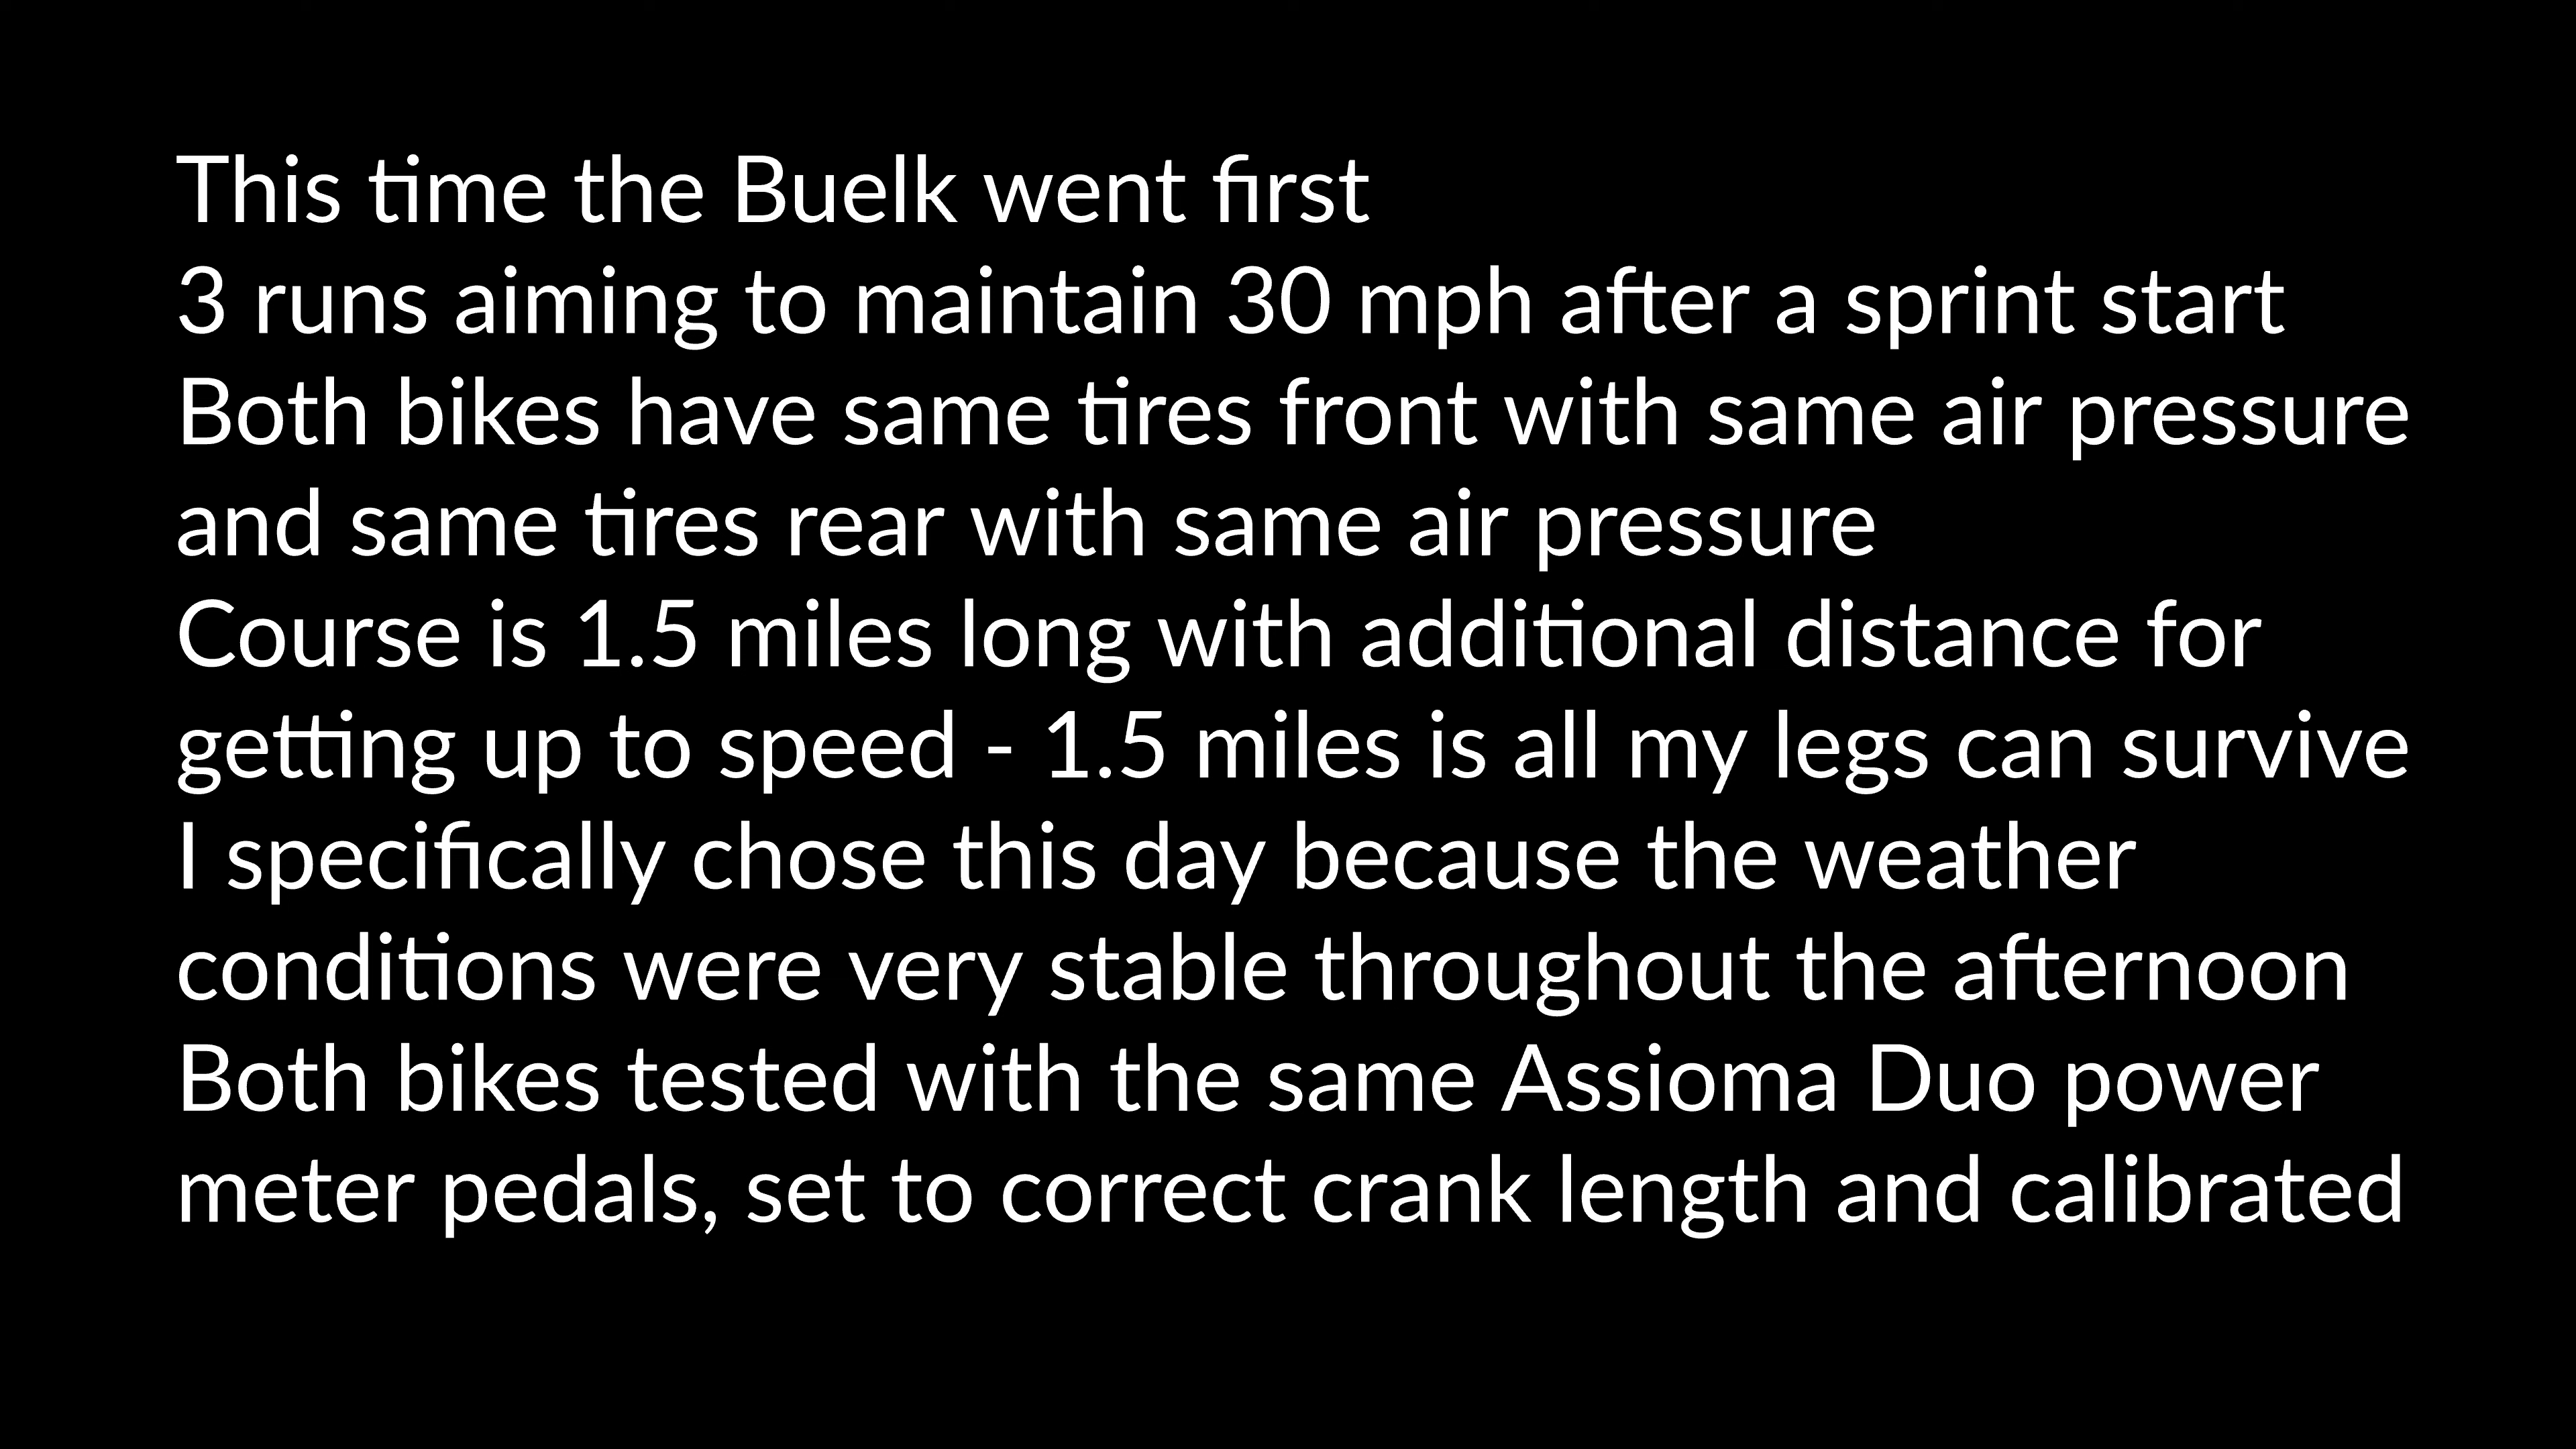 This time the Buelk went first
3 runs aiming to maintain 30 mph after a sprint start
Both bikes have same tires front with same air pressure
and same tires rear with same air pressure
Course is 1.5 miles long with additional distance for
getting up to speed - 1.5 miles is all my legs can survive
I specifically chose this day because the weather
conditions were very stable throughout the afternoon
Both bikes tested with the same Assioma Duo power
meter pedals, set to correct crank length and calibrated